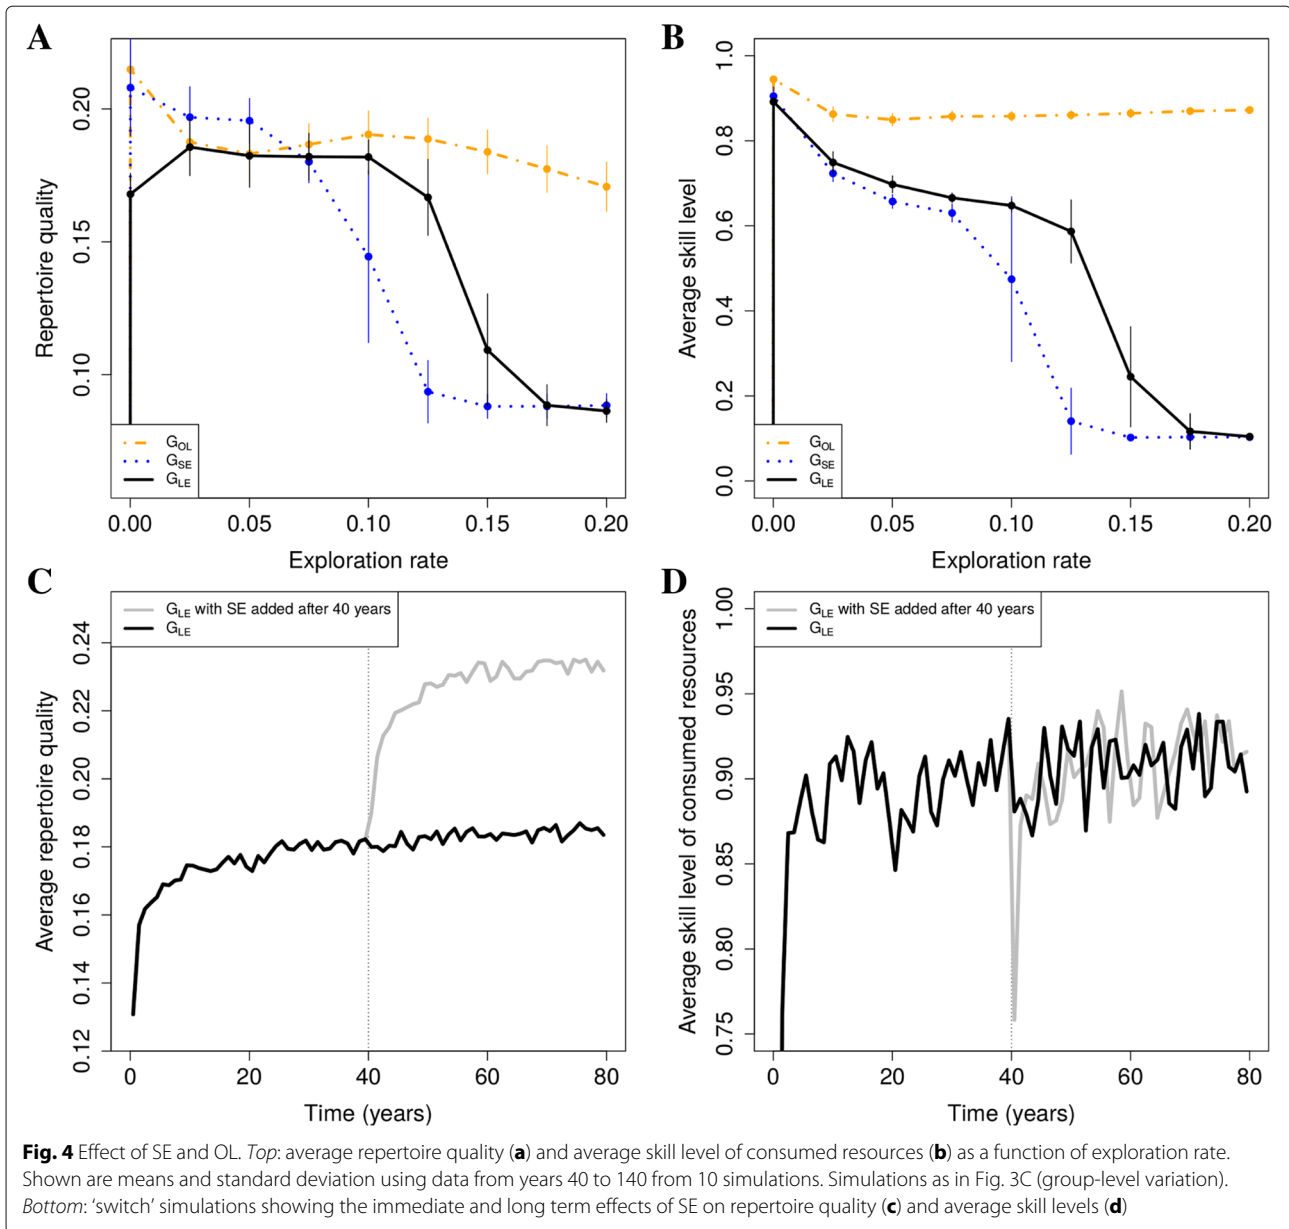 A
Repertoire quality
0.20
0.15
0.10
G_OL
G_SE
G_LE
0.00 0.05 0.10 0.15 0.20
Exploration rate
B
Average skill level
1.0
0.8
0.6
0.4
0.2
0.0
G_OL
G_SE
G_LE
0.00 0.05 0.10 0.15 0.20
Exploration rate
C
Average repertoire quality
G_LE with SE added after 40 years
G_LE
0.24
0.22
0.20
0.18
0.16
0.14
0.12
0 20 40 60 80
Time (years)
D
Average skill level of consumed resources
G_LE with SE added after 40 years
G_LE
1.00
0.95
0.90
0.85
0.80
0.75
0 20 40 60 80
Time (years)
Fig. 4 Effect of SE and OL. Top: average repertoire quality (a) and average skill level of consumed resources (b) as a function of exploration rate.
Shown are means and standard deviation using data from years 40 to 140 from 10 simulations. Simulations as in Fig. 3C (group-level variation).
Bottom: ‘switch’ simulations showing the immediate and long term effects of SE on repertoire quality (c) and average skill levels (d)